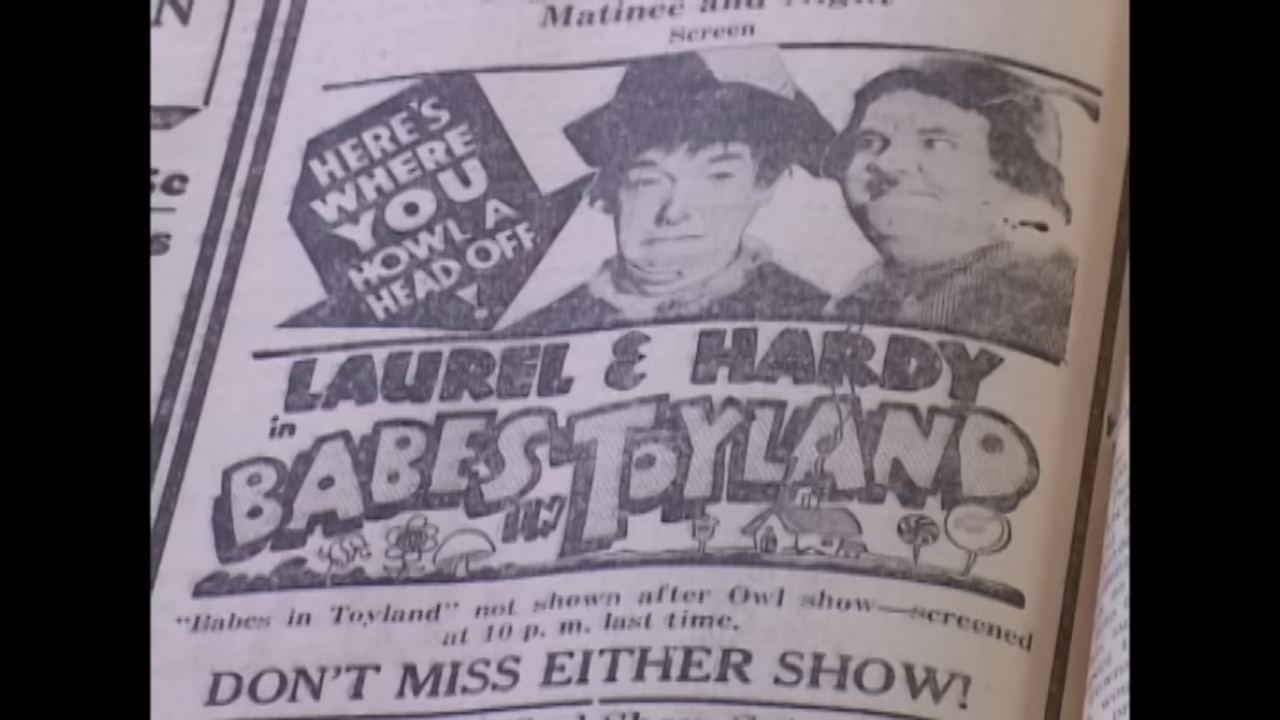 N
Matinee and Night
Screen
HERE'S
WHERE
YOU
HOWL A
HEAD OFF
!
LAUREL & HARDY
in
BABES
IN TOYLAND
"Babes in Toyland" not shown after Owl show—screened
at 10 p. m. last time.
DON'T MISS EITHER SHOW!